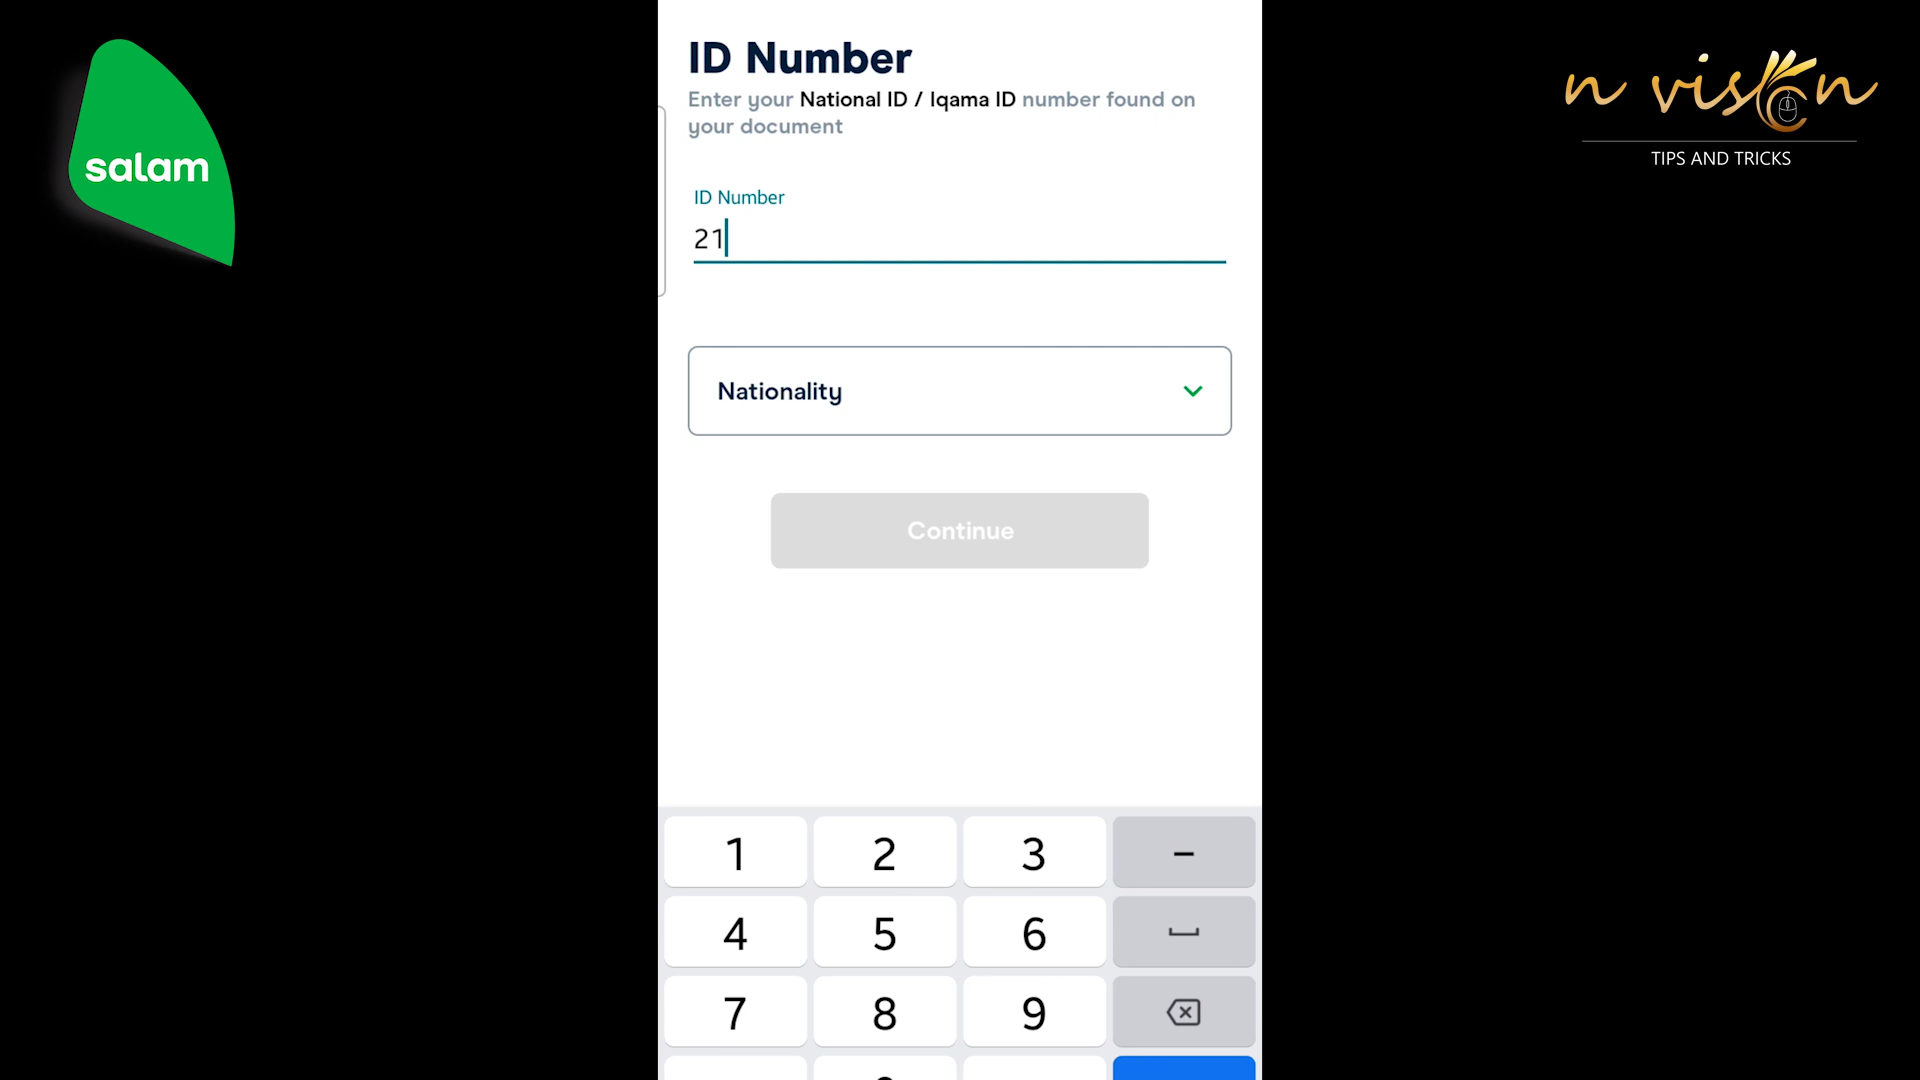 salam
n vision
TIPS AND TRICKS
ID Number
Enter your National ID / Iqama ID number found on
your document
ID Number
21
Nationality
Continue
1 2 3 –
4 5 6
7 8 9